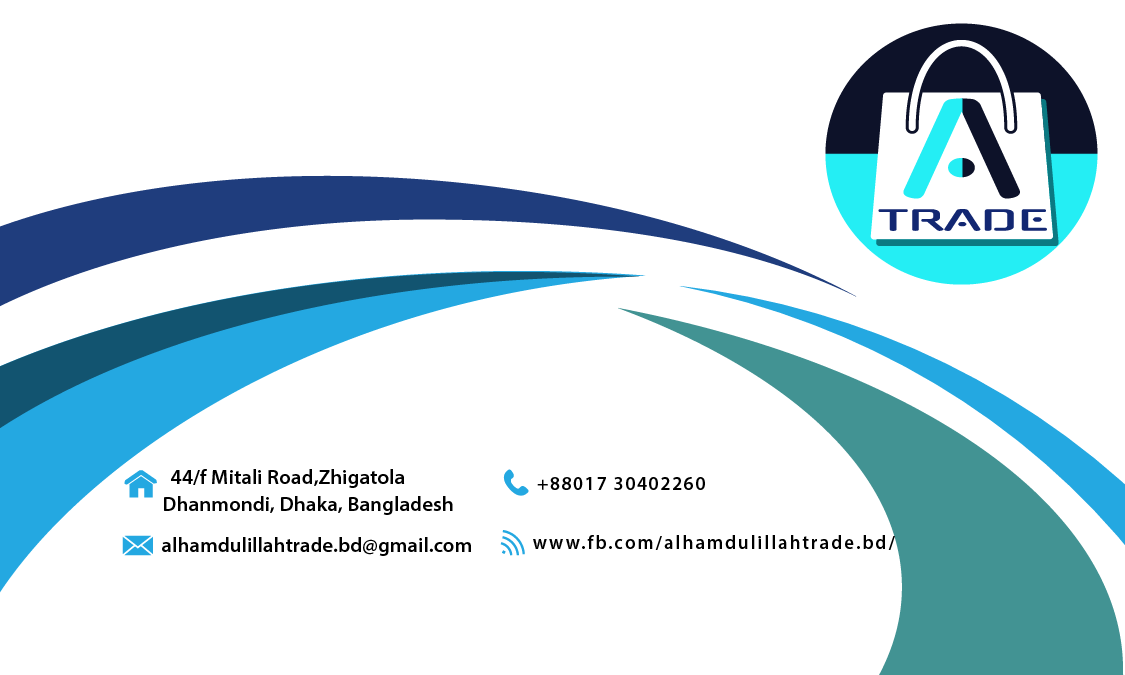 A
TRADE
44/f Mitali Road,Zhigatola
Dhanmondi, Dhaka, Bangladesh
+88017 30402260
alhamdulillahtrade.bd@gmail.com
www.fb.com/alhamdulillahtrade.bd/